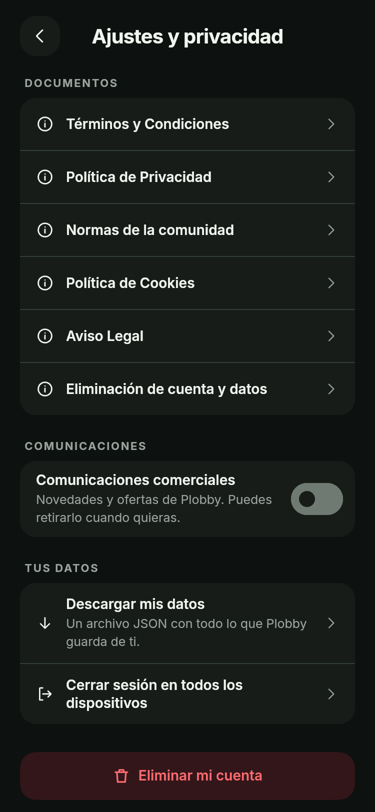 Ajustes y privacidad
DOCUMENTOS
Términos y Condiciones
Política de Privacidad
Normas de la comunidad
Política de Cookies
Aviso Legal
Eliminación de cuenta y datos
COMUNICACIONES
Comunicaciones comerciales
Novedades y ofertas de Plobby. Puedes
retirarlo cuando quieras.
TUS DATOS
Descargar mis datos
Un archivo JSON con todo lo que Plobby
guarda de ti.
Cerrar sesión en todos los
dispositivos
Eliminar mi cuenta